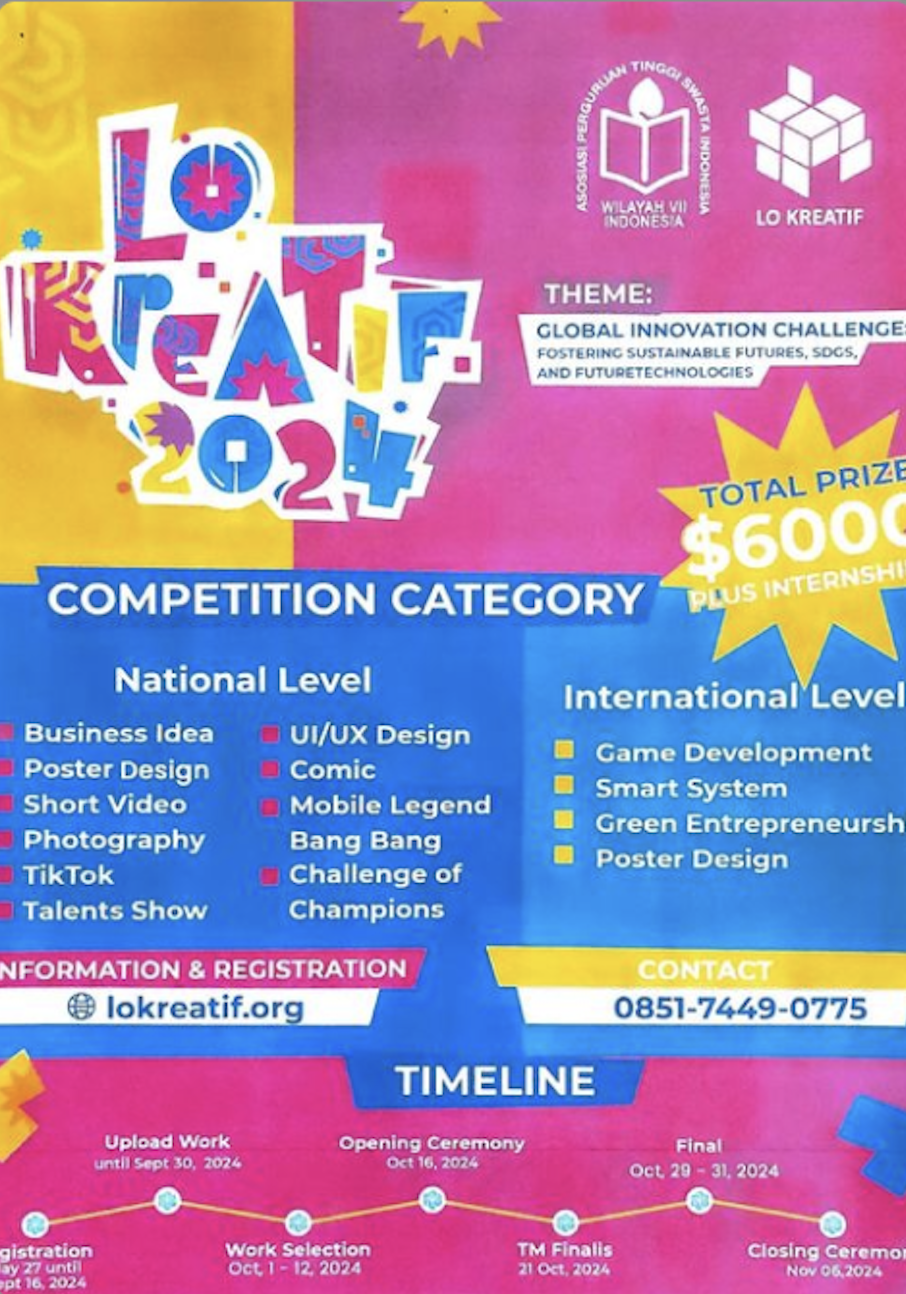 ASOSIASI PERGURUAN TINGGI SWASTA INDONESIA
WILAYAH VII
INDONESIA
LO KREATIF
LO
KreATIF
2024
THEME:
GLOBAL INNOVATION CHALLENGE:
FOSTERING SUSTAINABLE FUTURES, SDGS,
AND FUTURETECHNOLOGIES
TOTAL PRIZE
$6000
PLUS INTERNSHI
COMPETITION CATEGORY
National Level
Business Idea
Poster Design
Short Video
Photography
TikTok
Talents Show
UI/UX Design
Comic
Mobile Legend
Bang Bang
Challenge of
Champions
International Level
Game Development
Smart System
Green Entrepreneursh
Poster Design
NFORMATION & REGISTRATION
lokreatif.org
CONTACT
0851-7449-0775
TIMELINE
gistration
ay 27 until
ept 16, 2024
Upload Work
until Sept 30, 2024
Work Selection
Oct, 1 - 12, 2024
Opening Ceremony
Oct 16, 2024
TM Finalis
21 Oct, 2024
Final
Oct, 29 - 31, 2024
Closing Ceremor
Nov 06,2024